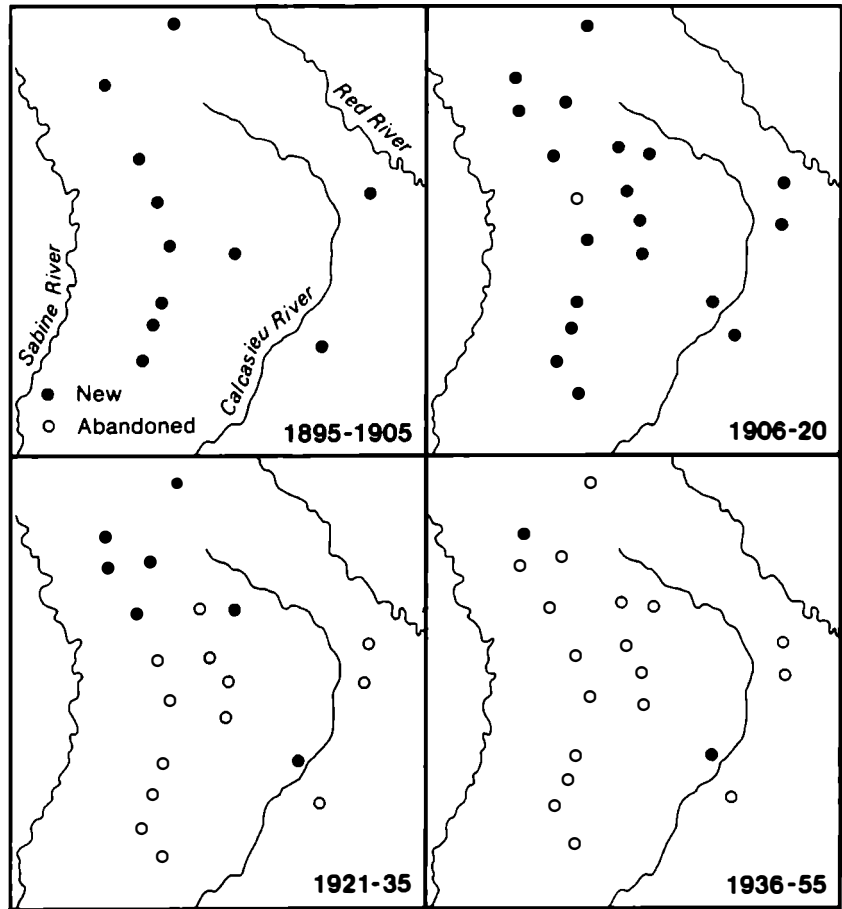 Red River
Sabine River
Calcasieu River
New
Abandoned
1895-1905
1906-20
1921-35
1936-55